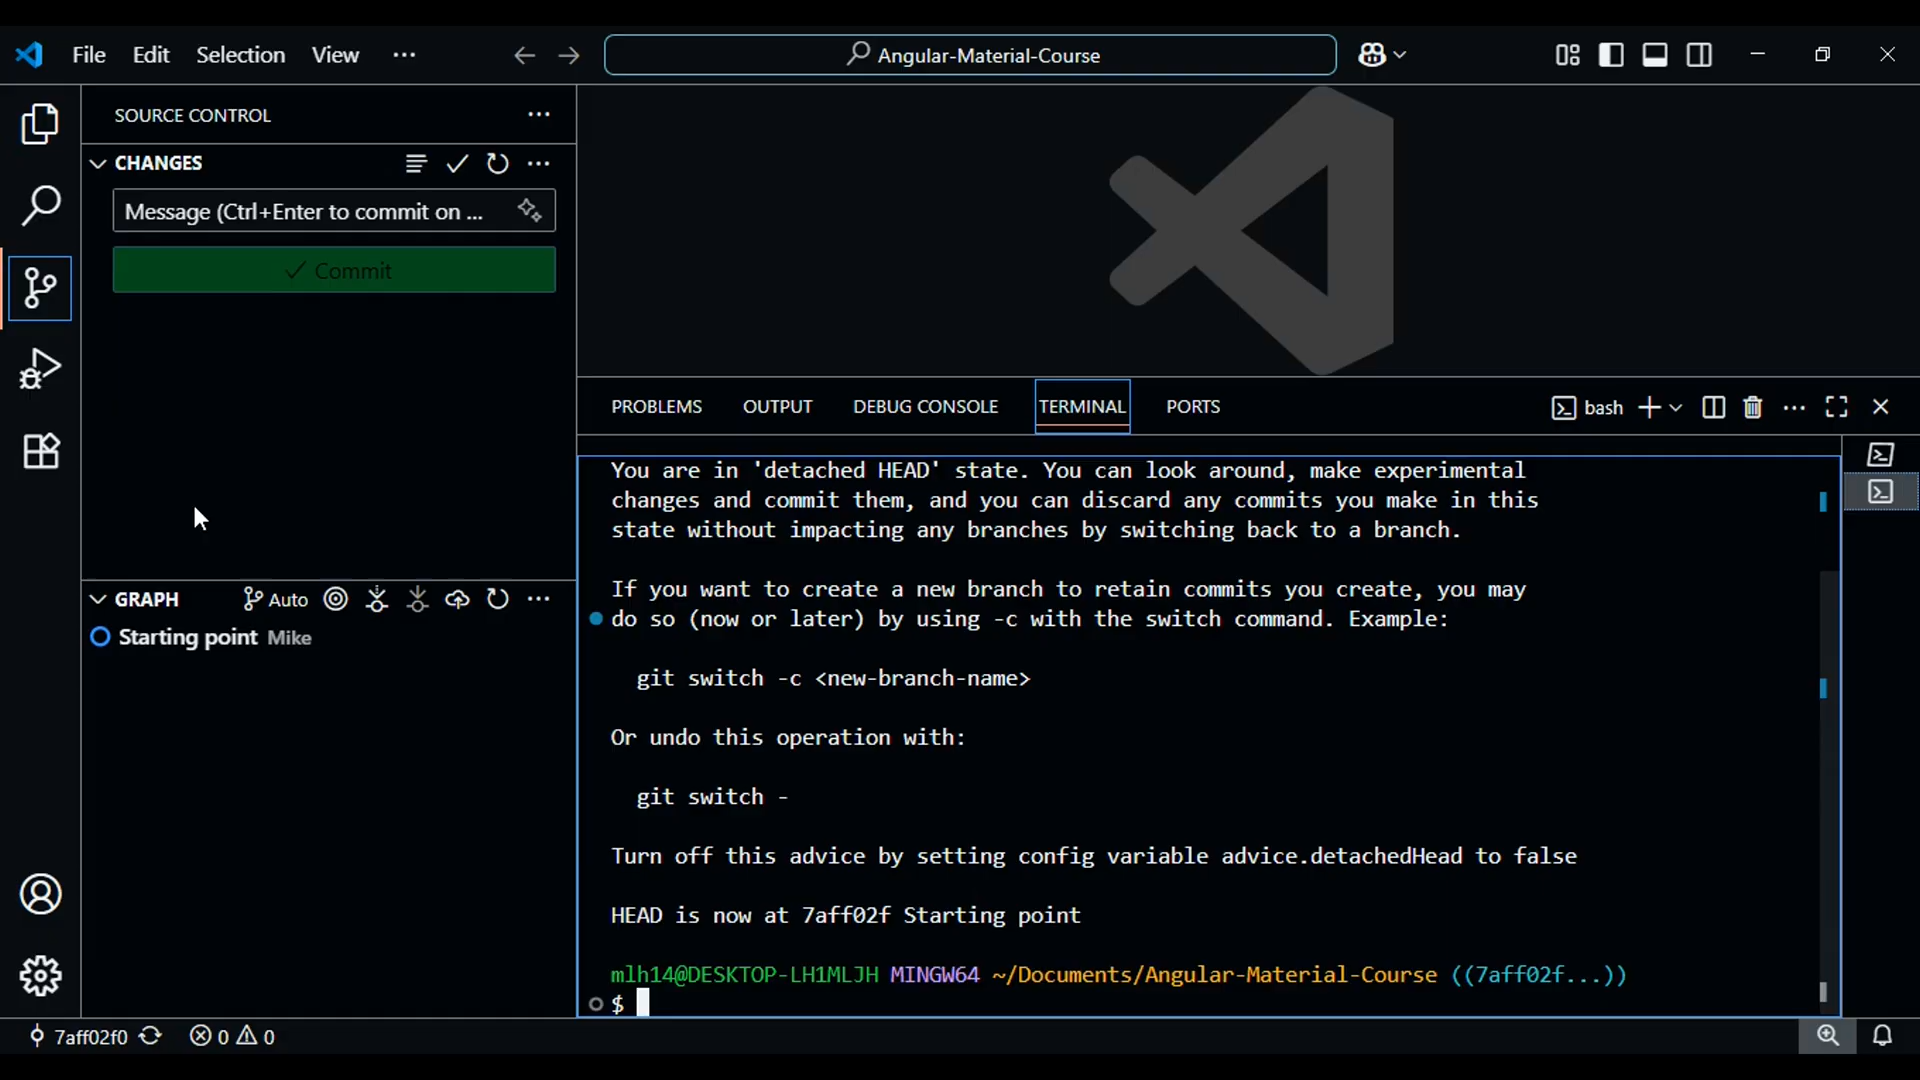 File Edit Selection View ···
Angular-Material-Course
SOURCE CONTROL
CHANGES
Message (Ctrl+Enter to commit on ...
Commit
GRAPH
Auto
Starting point Mike
PROBLEMS OUTPUT DEBUG CONSOLE TERMINAL PORTS
bash
You are in 'detached HEAD' state. You can look around, make experimental
changes and commit them, and you can discard any commits you make in this
state without impacting any branches by switching back to a branch.
If you want to create a new branch to retain commits you create, you may
do so (now or later) by using -c with the switch command. Example:
git switch -c <new-branch-name>
Or undo this operation with:
git switch -
Turn off this advice by setting config variable advice.detachedHead to false
HEAD is now at 7aff02f Starting point
mlh14@DESKTOP-LH1MLJH MINGW64 ~/Documents/Angular-Material-Course ((7aff02f...))
$
7aff02f0 0 0